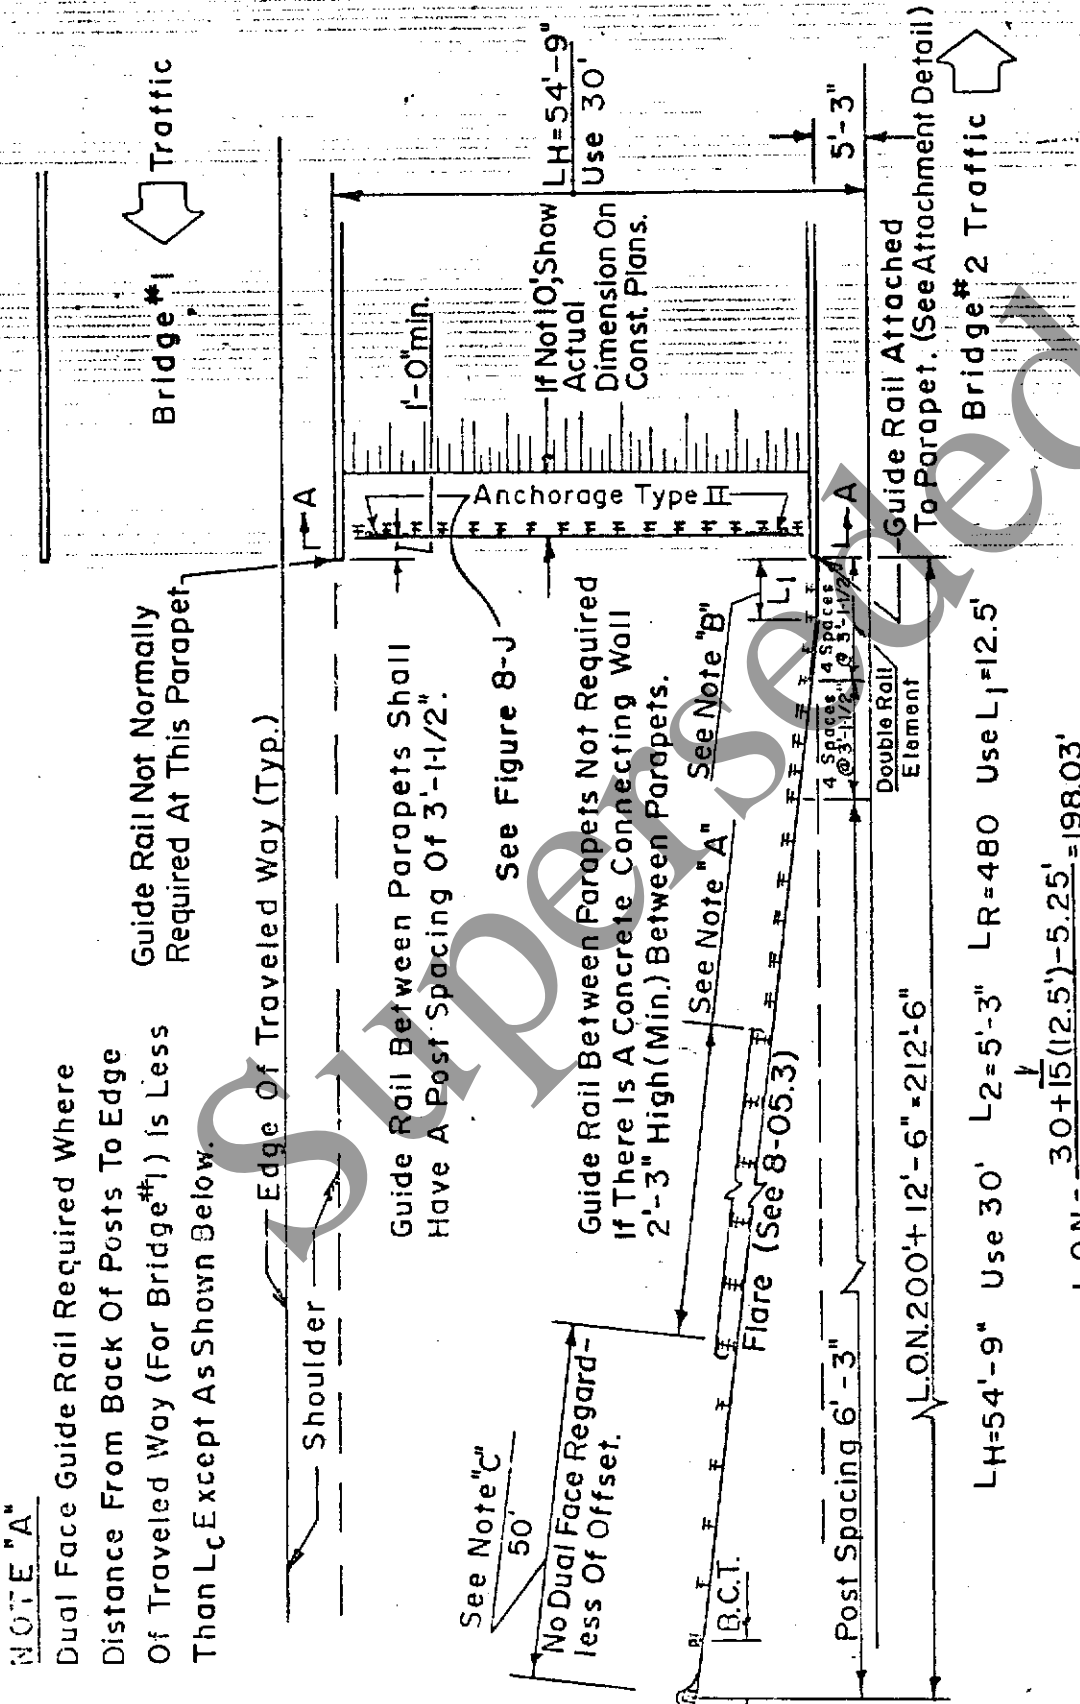 NOTE "A"
Dual Face Guide Rail Required Where
Distance From Back Of Posts To Edge
Of Traveled Way (For Bridge #1) Is Less
Than Lc Except As Shown Below.
Guide Rail Not Normally
Required At This Parapet
Bridge #1
Traffic
Edge Of Traveled Way (Typ.)
Shoulder
A
Guide Rail Between Parapets Shall
Have A Post Spacing Of 3'-1-1/2".
1'-0" min.
Anchorage Type II
See Figure 8-J
If Not 10', Show
Actual
Dimension On
Const. Plans.
LH=54'-9"
Use 30'
Guide Rail Between Parapets Not Required
If There Is A Concrete Connecting Wall
2'-3" High (Min.) Between Parapets.
See Note "C"
50'
No Dual Face Regard-
less Of Offset.
See Note "A"
See Note "B"
L1
Flare (See 8-05.3)
B.C.T.
4 Spaces
@ 3'-1-1/2"
4 Spaces
@ 3'-1-1/2"
A
5'-3"
Post Spacing 6'-3"
Double Rail
Element
Guide Rail Attached
To Parapet. (See Attachment Detail)
L.O.N. 200'+ 12'-6" = 212'-6"
Bridge #2 Traffic
LH=54'-9" Use 30' L2=5'-3" LR=480 Use L1=12.5'
30+15(12.5')-5.25'
L.O.N.=
=198.03'
Superseded